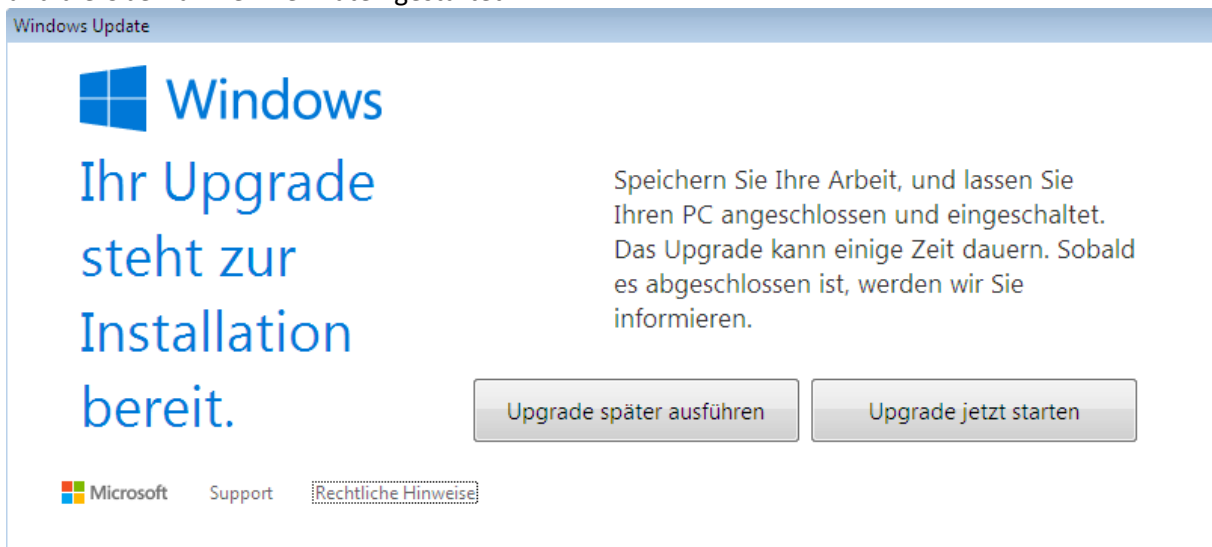 Windows Update
Windows
Ihr Upgrade
steht zur
Installation
bereit.
Speichern Sie Ihre Arbeit, und lassen Sie
Ihren PC angeschlossen und eingeschaltet.
Das Upgrade kann einige Zeit dauern. Sobald
es abgeschlossen ist, werden wir Sie
informieren.
Upgrade später ausführen
Upgrade jetzt starten
Microsoft Support Rechtliche Hinweise